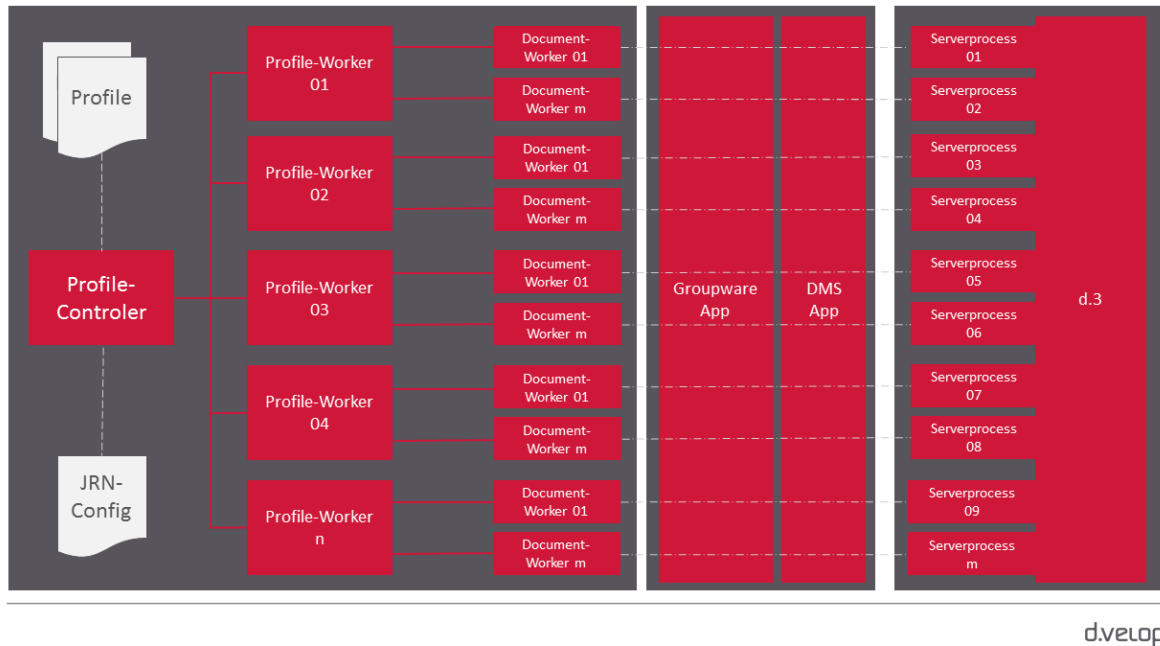 Profile
Profile-
Controler
JRN-
Config
Profile-Worker
01
Profile-Worker
02
Profile-Worker
03
Profile-Worker
04
Profile-Worker
n
Document-
Worker 01
Document-
Worker m
Document-
Worker 01
Document-
Worker m
Document-
Worker 01
Document-
Worker m
Document-
Worker 01
Document-
Worker m
Document-
Worker 01
Document-
Worker m
Groupware
App
DMS
App
Serverprocess
01
Serverprocess
02
Serverprocess
03
Serverprocess
04
Serverprocess
05
Serverprocess
06
Serverprocess
07
Serverprocess
08
Serverprocess
09
Serverprocess
m
d.3
d.velop